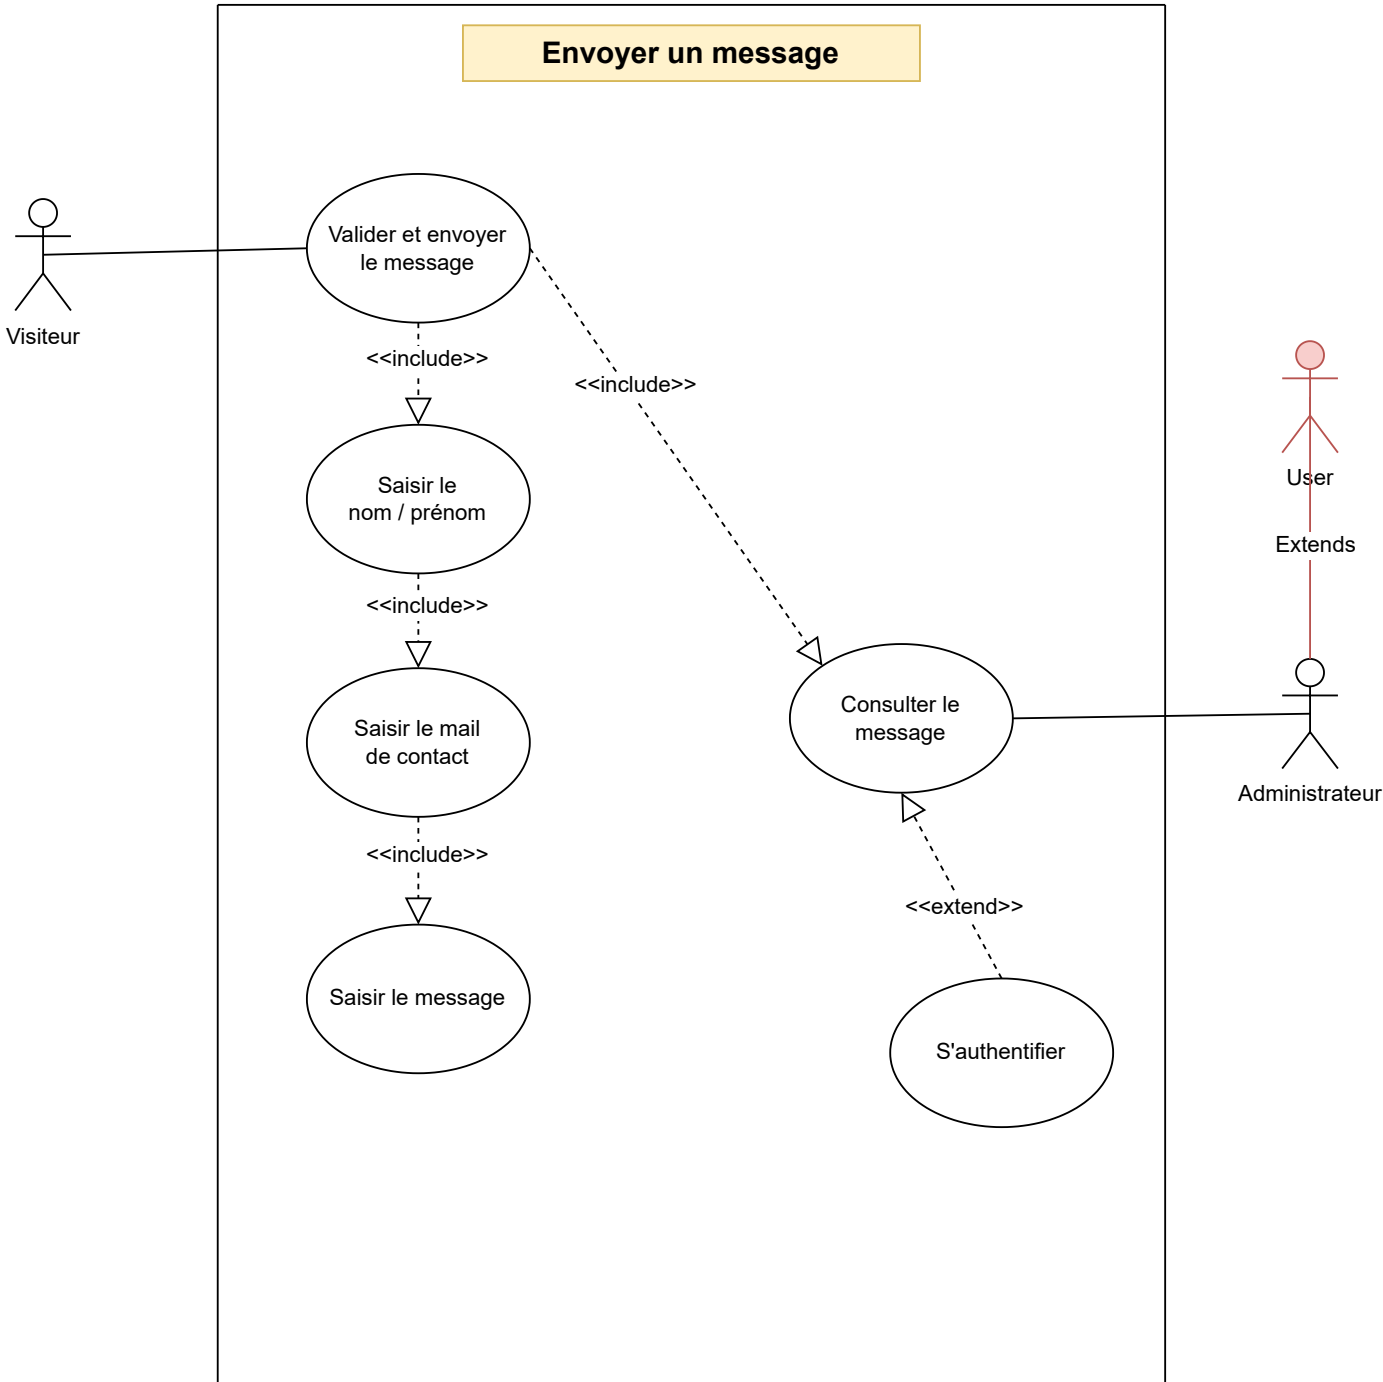 Envoyer un message
Valider et envoyer
le message
Visiteur
<<include>>
<<include>>
User
Saisir le
nom / prénom
Extends
<<include>>
Saisir le mail
de contact
Consulter le
message
Administrateur
<<include>>
<<extend>>
Saisir le message
S'authentifier